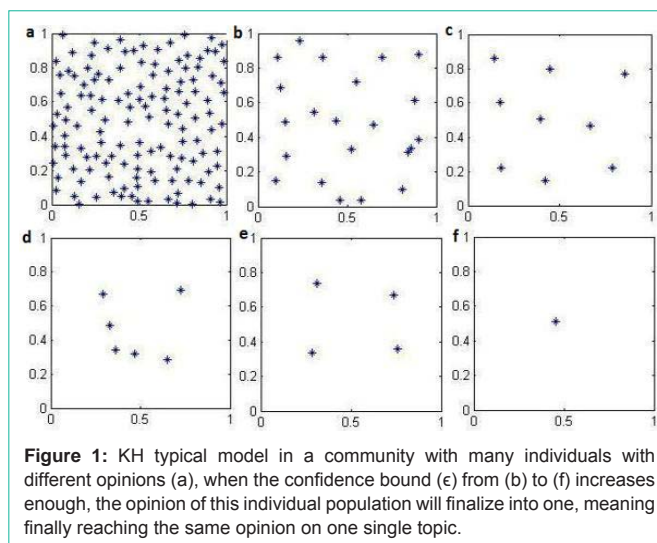 a
1
0.8
0.6
0.4
0.2
0
0 0.5 1
b
1
0.8
0.6
0.4
0.2
0
0 0.5 1
c
1
0.8
0.6
0.4
0.2
0
0 0.5 1
d
1
0.8
0.6
0.4
0.2
0
0 0.5 1
e
1
0.8
0.6
0.4
0.2
0
0 0.5 1
f
1
0.8
0.6
0.4
0.2
0
0 0.5 1
Figure 1: KH typical model in a community with many individuals with
different opinions (a), when the confidence bound (ϵ) from (b) to (f) increases
enough, the opinion of this individual population will finalize into one, meaning
finally reaching the same opinion on one single topic.